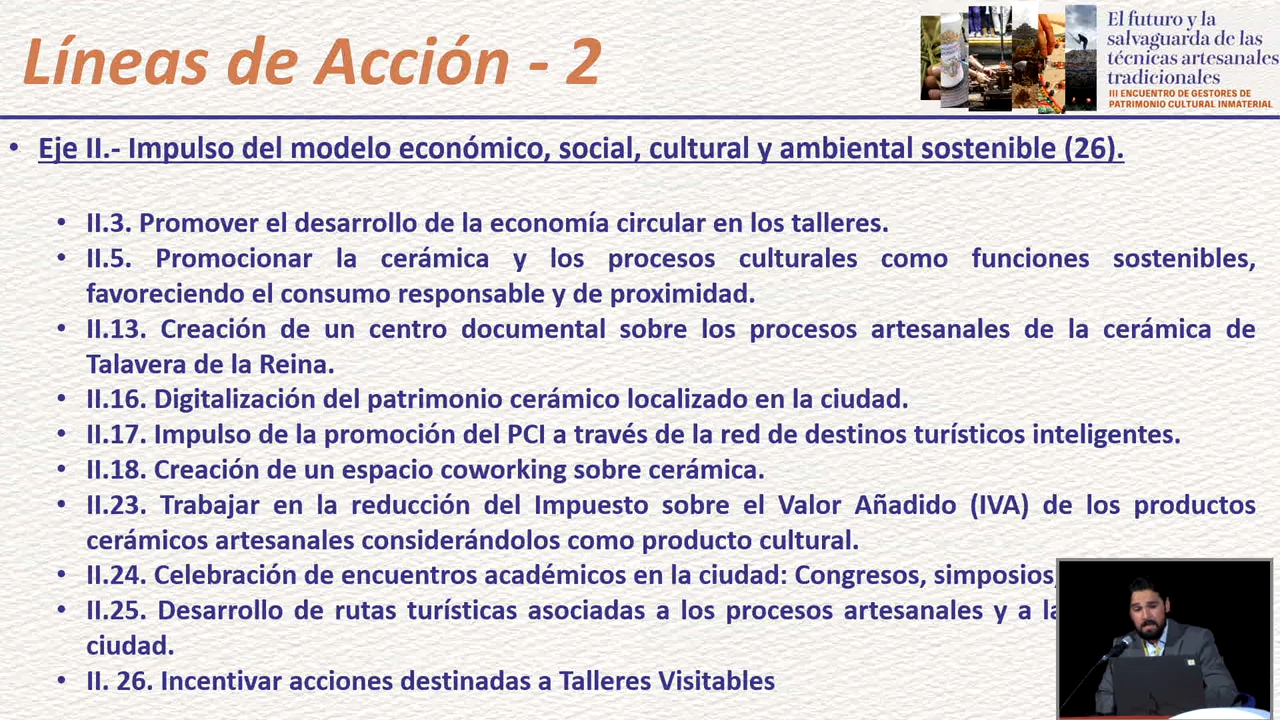 Líneas de Acción - 2
El futuro y la
salvaguarda de las
técnicas artesanales
tradicionales
III ENCUENTRO DE GESTORES DE
PATRIMONIO CULTURAL INMATERIAL
• Eje II.- Impulso del modelo económico, social, cultural y ambiental sostenible (26).
• II.3. Promover el desarrollo de la economía circular en los talleres.
• II.5. Promocionar la cerámica y los procesos culturales como funciones sostenibles,
favoreciendo el consumo responsable y de proximidad.
• II.13. Creación de un centro documental sobre los procesos artesanales de la cerámica de
Talavera de la Reina.
• II.16. Digitalización del patrimonio cerámico localizado en la ciudad.
• II.17. Impulso de la promoción del PCI a través de la red de destinos turísticos inteligentes.
• II.18. Creación de un espacio coworking sobre cerámica.
• II.23. Trabajar en la reducción del Impuesto sobre el Valor Añadido (IVA) de los productos
cerámicos artesanales considerándolos como producto cultural.
• II.24. Celebración de encuentros académicos en la ciudad: Congresos, simposios,
• II.25. Desarrollo de rutas turísticas asociadas a los procesos artesanales y a
ciudad.
• II. 26. Incentivar acciones destinadas a Talleres Visitables